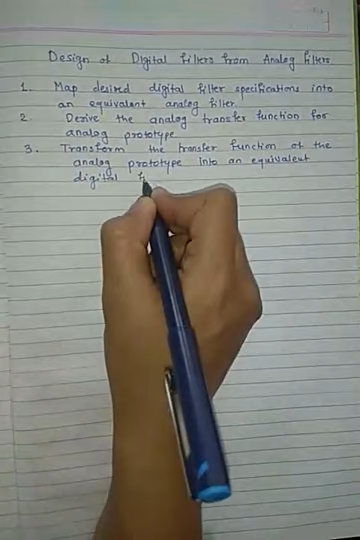 Design of Digital filters from Analog filters
1. Map desired digital filter specifications into
an equivalent analog filter
2 Derive the analog transfer function for
analog prototype
3. Transform the transfer function of the
analog prototype into an equivalent
digital